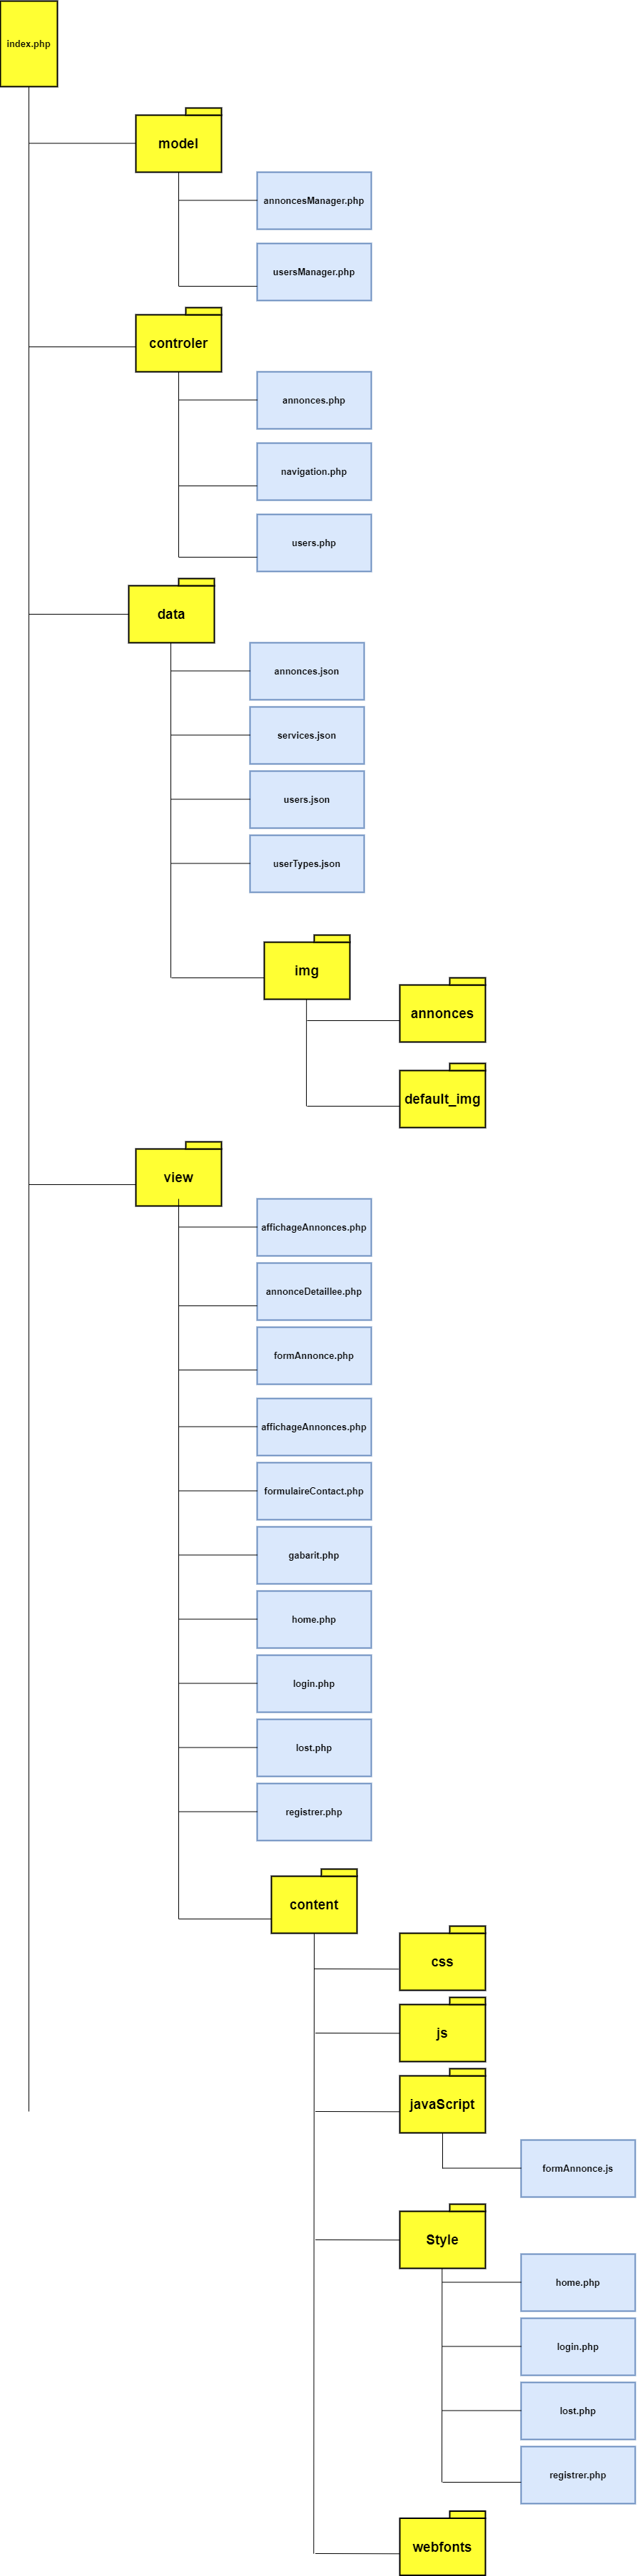 index.php
model
annoncesManager.php
usersManager.php
controler
annonces.php
navigation.php
users.php
data
annonces.json
services.json
users.json
userTypes.json
img
annonces
default_img
view
affichageAnnonces.php
annonceDetaillee.php
formAnnonce.php
affichageAnnonces.php
formulaireContact.php
gabarit.php
home.php
login.php
lost.php
registrer.php
content
css
js
javaScript
formAnnonce.js
Style
home.php
login.php
lost.php
registrer.php
webfonts